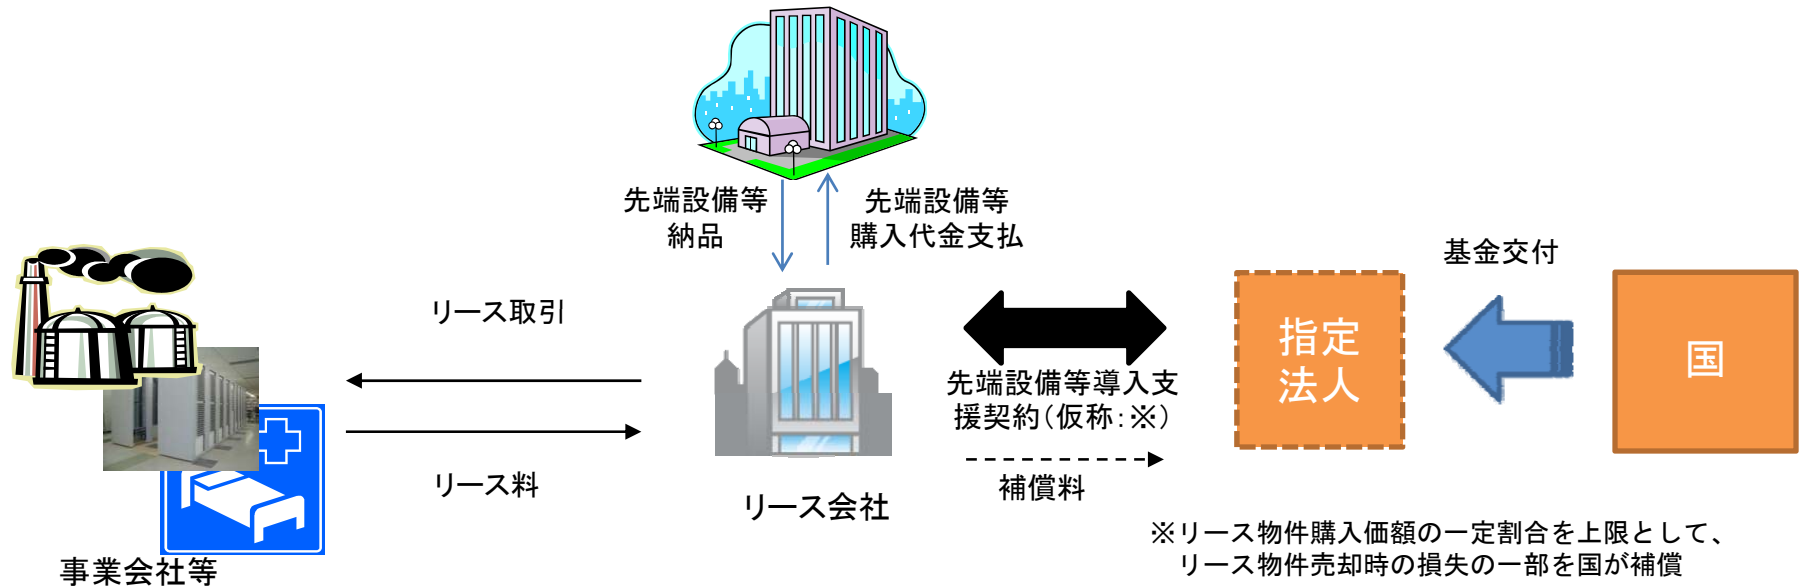 先端設備等
納品
先端設備等
購入代金支払
基金交付
リース取引
指定
法人
国
先端設備等導入支
援契約（仮称：※）
リース料
補償料
リース会社
※リース物件購入価額の一定割合を上限として、
リース物件売却時の損失の一部を国が補償
事業会社等